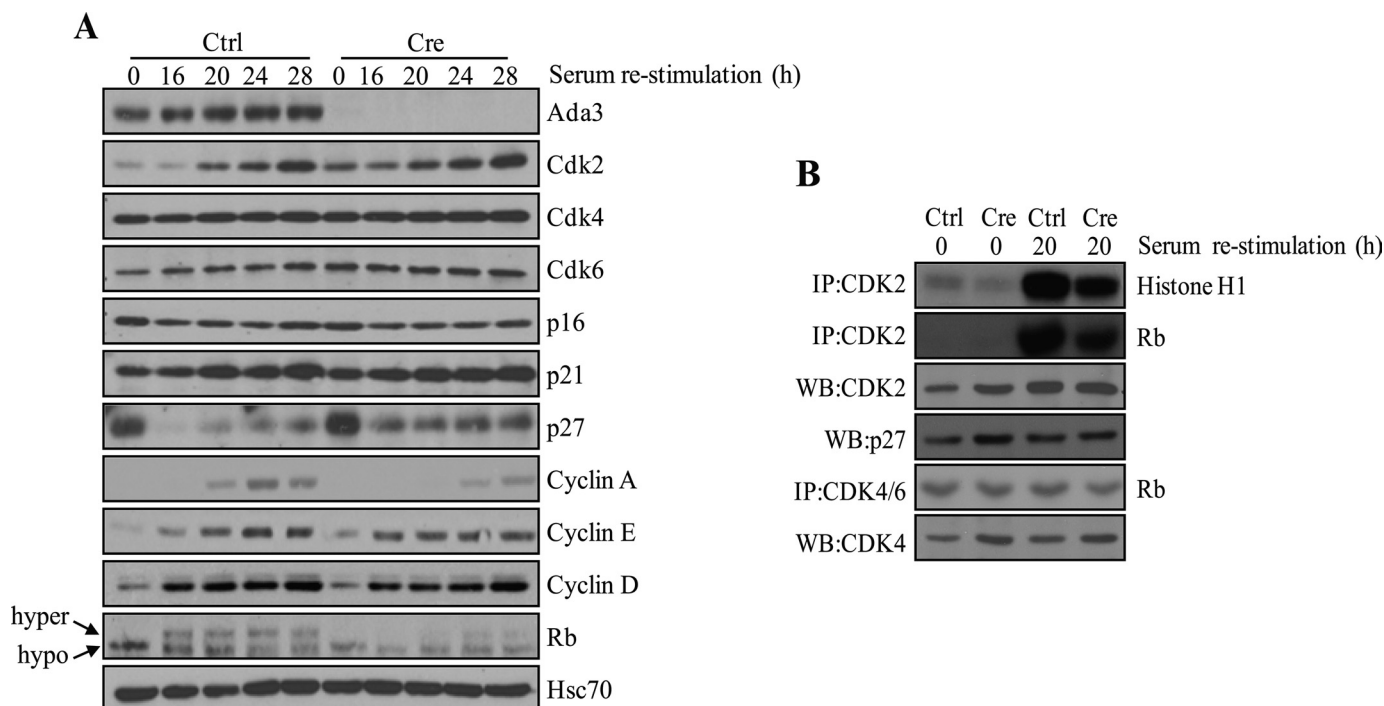 A
Ctrl Cre
0 16 20 24 28 0 16 20 24 28 Serum re-stimulation (h)
Ada3
Cdk2
Cdk4
Cdk6
p16
p21
p27
Cyclin A
Cyclin E
Cyclin D
hyper
hypo
Rb
Hsc70
B
Ctrl Cre Ctrl Cre
0 0 20 20 Serum re-stimulation (h)
IP:CDK2 Histone H1
IP:CDK2 Rb
WB:CDK2
WB:p27
IP:CDK4/6 Rb
WB:CDK4